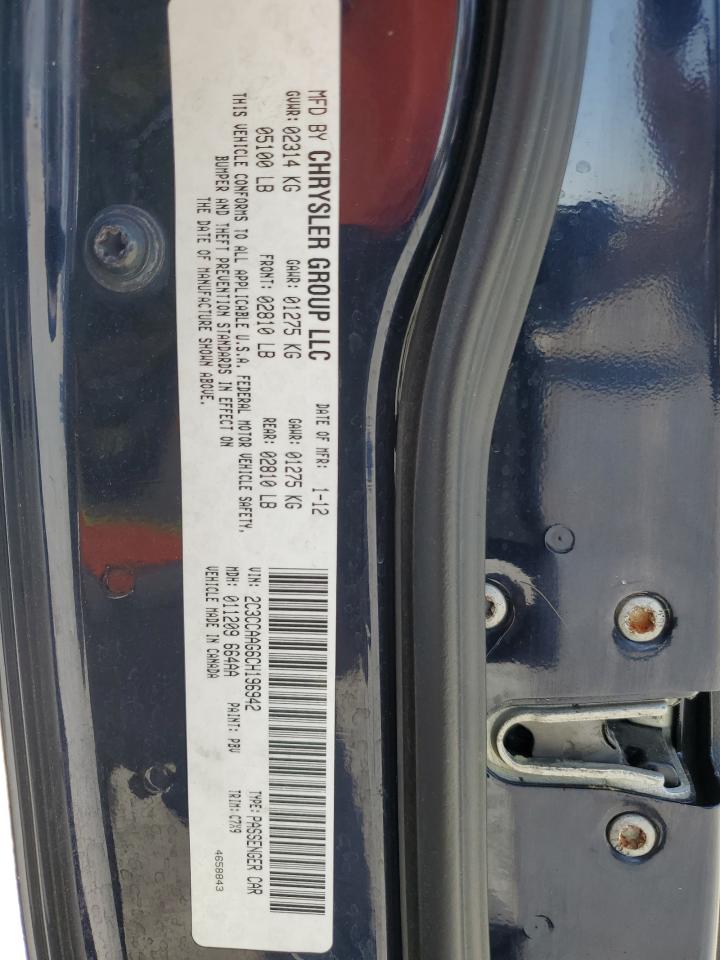 MFD BY CHRYSLER GROUP LLC DATE OF MFR: 1-12
GVWR: 02314 KG GAWR: 01275 KG GAWR: 01275 KG
05100 LB FRONT: 02810 LB REAR: 02810 LB
THIS VEHICLE CONFORMS TO ALL APPLICABLE U.S.A. FEDERAL MOTOR VEHICLE SAFETY,
BUMPER AND THEFT PREVENTION STANDARDS IN EFFECT ON
THE DATE OF MANUFACTURE SHOWN ABOVE.
VIN: 2C3CCAAG6CH196942 TYPE: PASSENGER CAR
MDH: 011209 664AA PAINT: PBV TRIM: C7X9
VEHICLE MADE IN CANADA
4658843